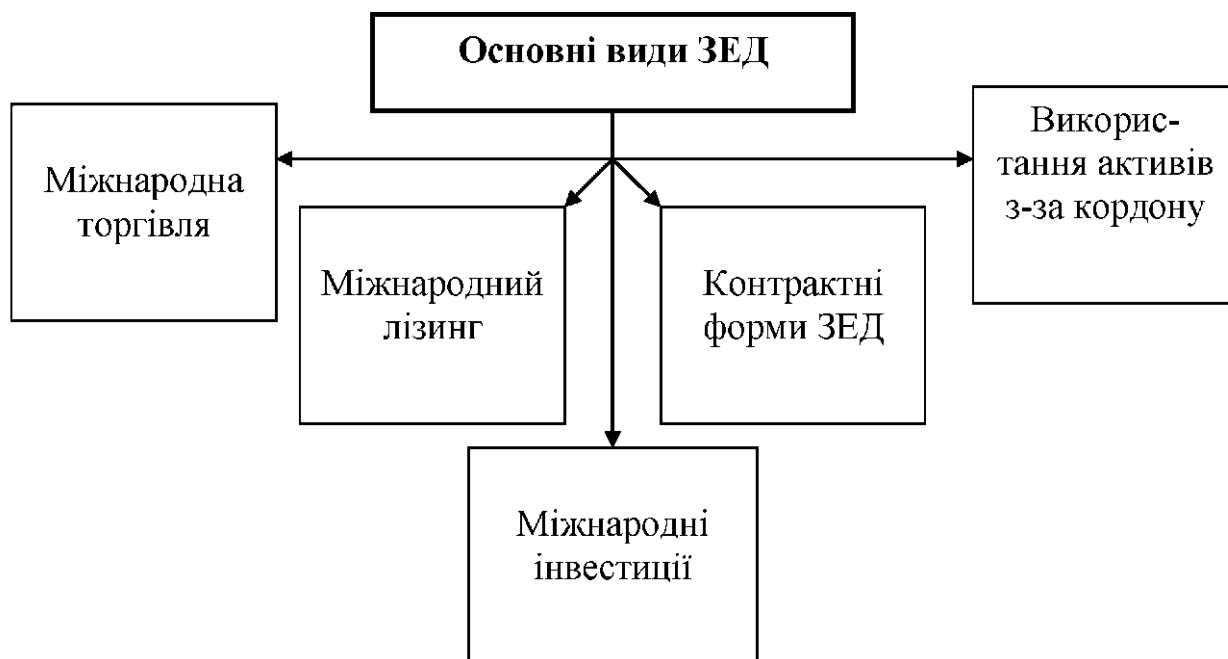 Основні види ЗЕД
Міжнародна
торгівля
Міжнародний
лізинг
Контрактні
форми ЗЕД
Викорис-
тання активів
з-за кордону
Міжнародні
інвестиції